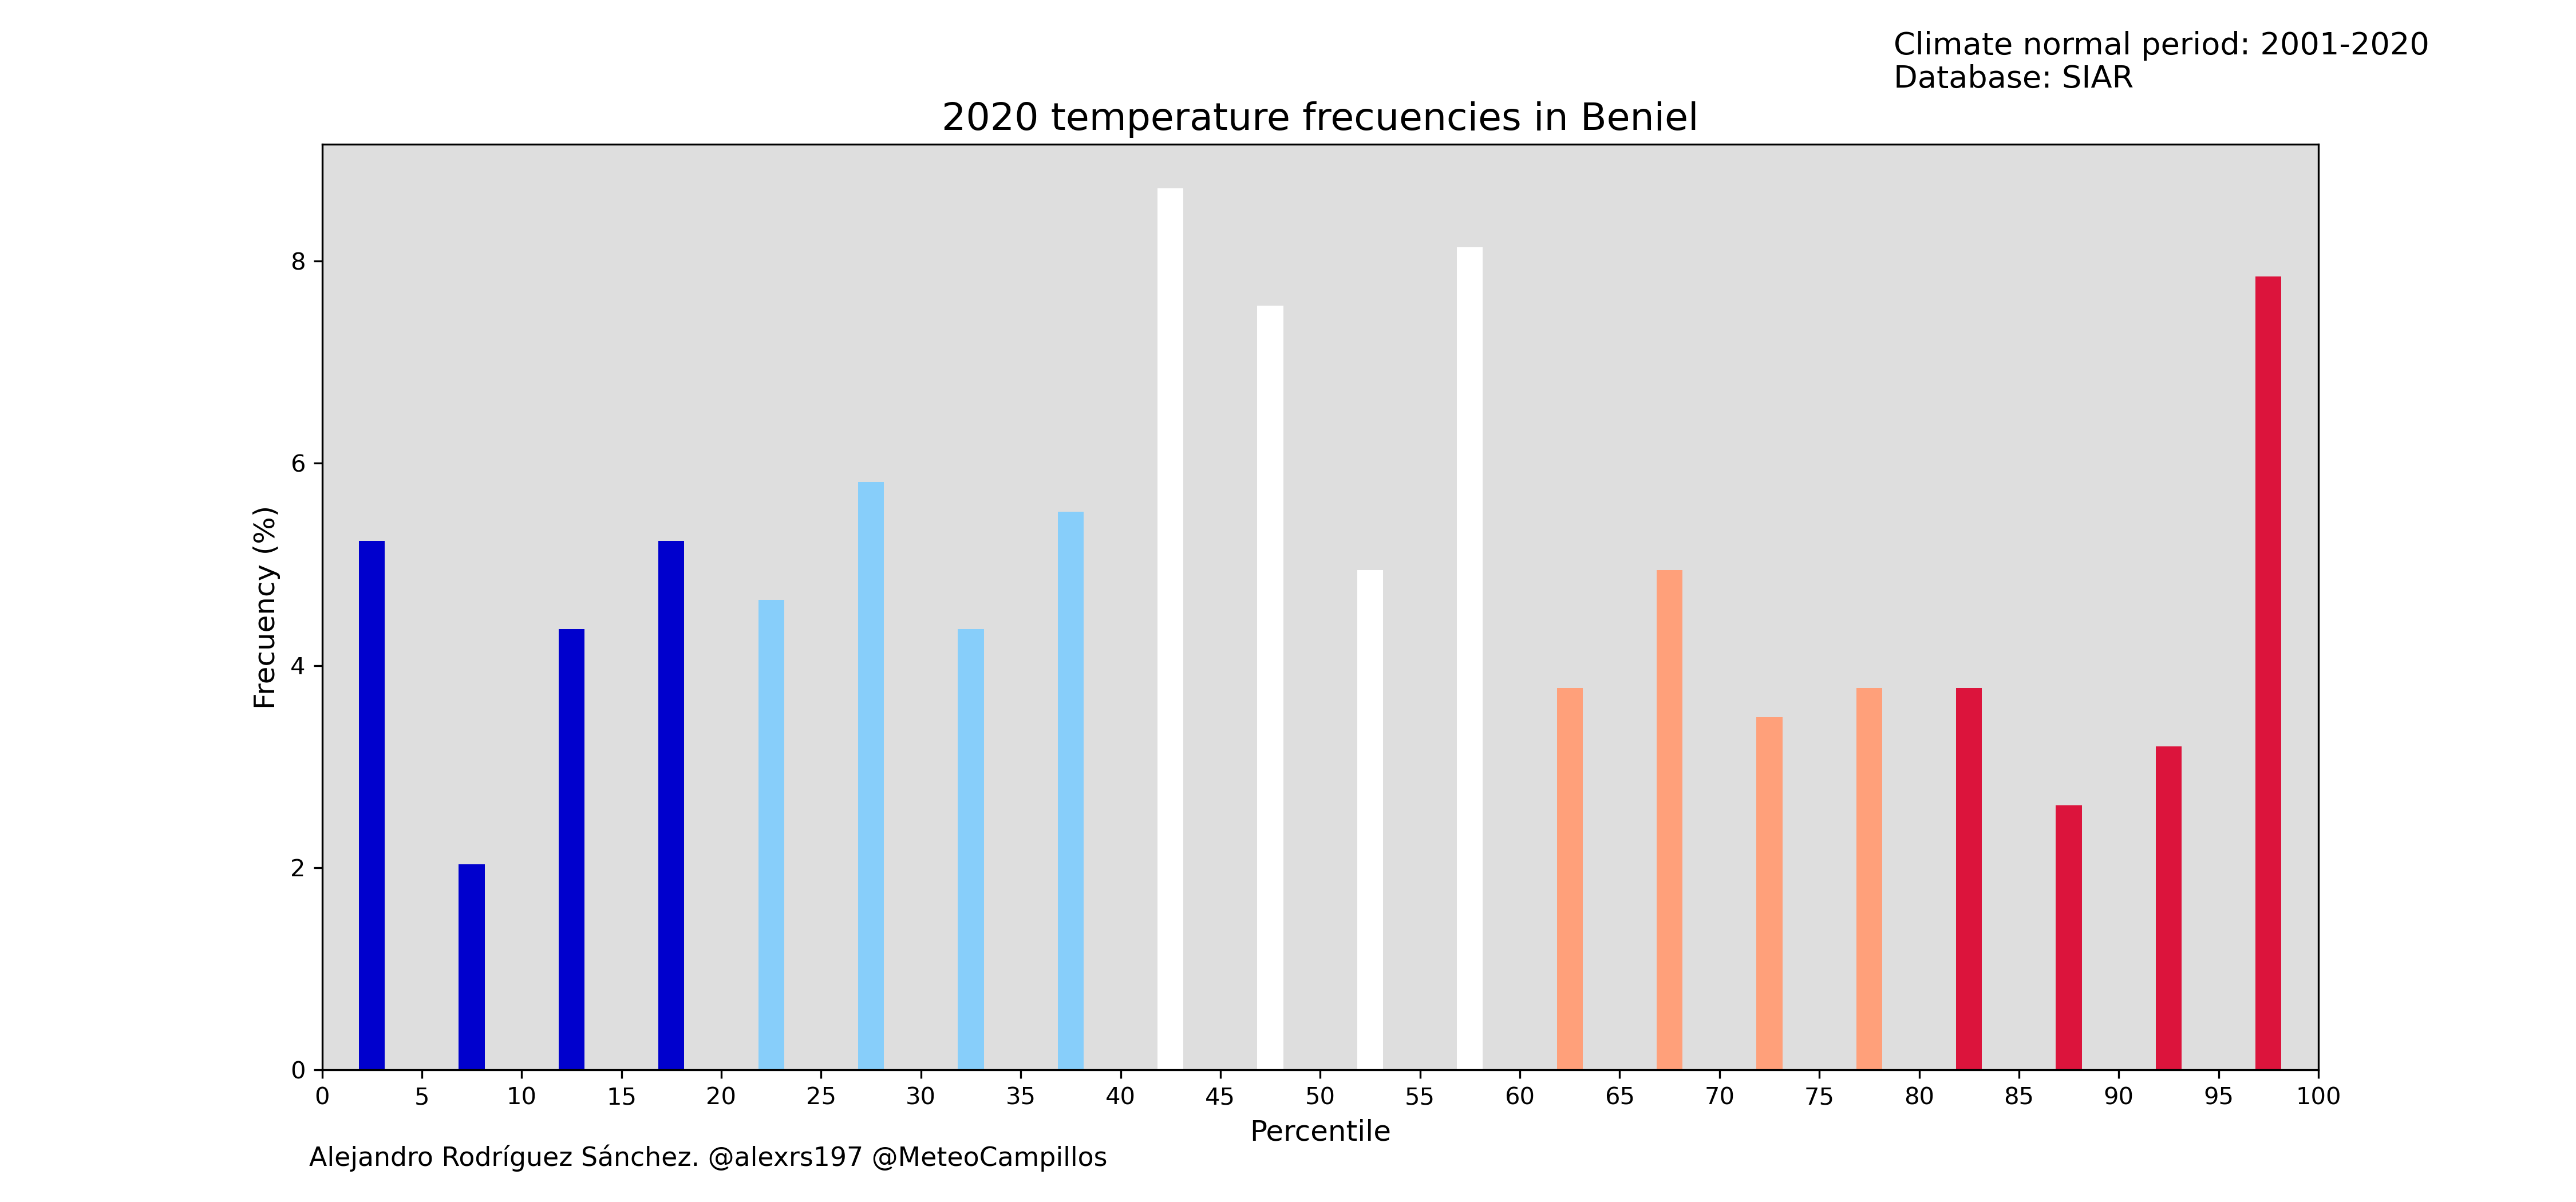 Climate normal period: 2001-2020
Database: SIAR
2020 temperature frecuencies in Beniel
Frecuency (%)
8
6
4
2
0
0 5 10 15 20 25 30 35 40 45 50 55 60 65 70 75 80 85 90 95 100
Percentile
Alejandro Rodríguez Sánchez. @alexrs197 @MeteoCampillos